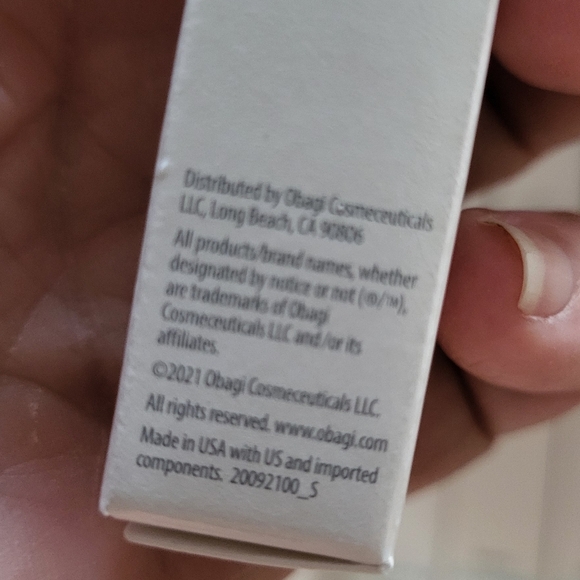 Distributed by Obagi Cosmeceuticals
LLC, Long Beach, CA 90806
All products/brand names, whether
designated by notice or not (®/™),
are trademarks of Obagi
Cosmeceuticals LLC and/or its
affiliates.
©2021 Obagi Cosmeceuticals LLC.
All rights reserved. www.obagi.com
Made in USA with US and imported
components. 20092100_S